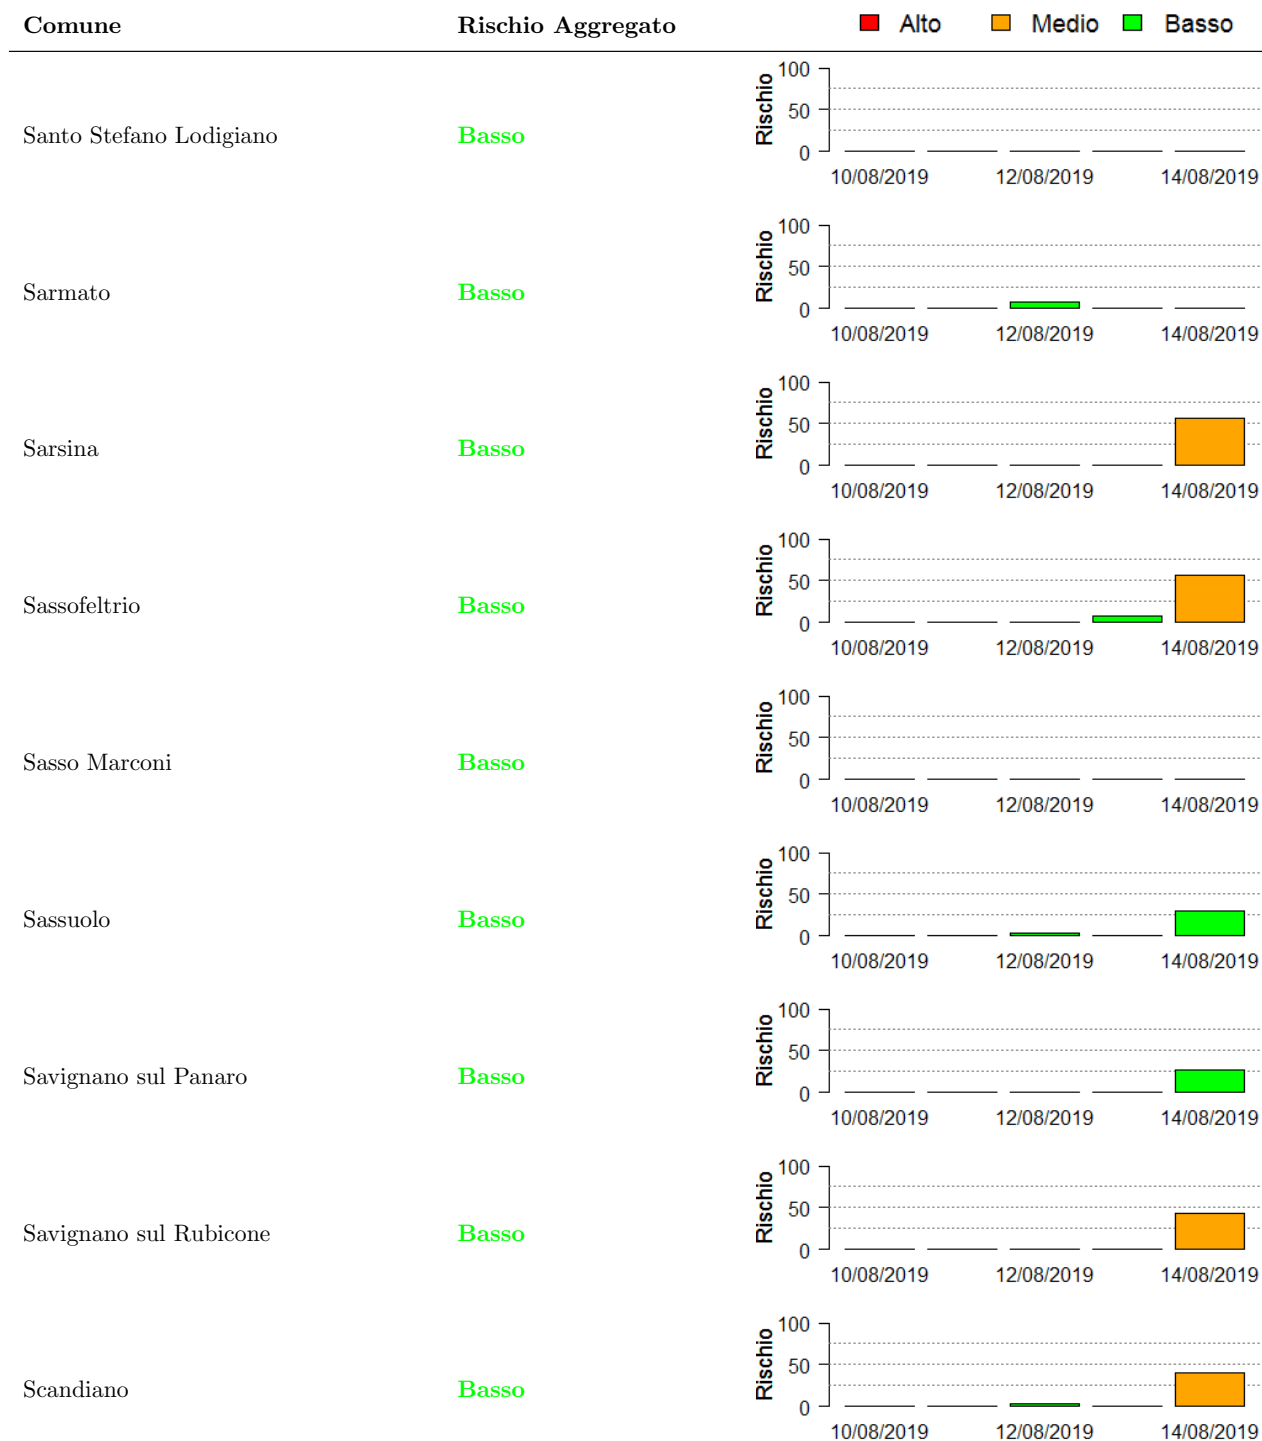 Comune Rischio Aggregato Alto Medio Basso
Santo Stefano Lodigiano Basso
Rischio
100
50
0
10/08/2019 12/08/2019 14/08/2019
Sarmato Basso
Rischio
100
50
0
10/08/2019 12/08/2019 14/08/2019
Sarsina Basso
Rischio
100
50
0
10/08/2019 12/08/2019 14/08/2019
Sassofeltrio Basso
Rischio
100
50
0
10/08/2019 12/08/2019 14/08/2019
Sasso Marconi Basso
Rischio
100
50
0
10/08/2019 12/08/2019 14/08/2019
Sassuolo Basso
Rischio
100
50
0
10/08/2019 12/08/2019 14/08/2019
Savignano sul Panaro Basso
Rischio
100
50
0
10/08/2019 12/08/2019 14/08/2019
Savignano sul Rubicone Basso
Rischio
100
50
0
10/08/2019 12/08/2019 14/08/2019
Scandiano Basso
Rischio
100
50
0
10/08/2019 12/08/2019 14/08/2019